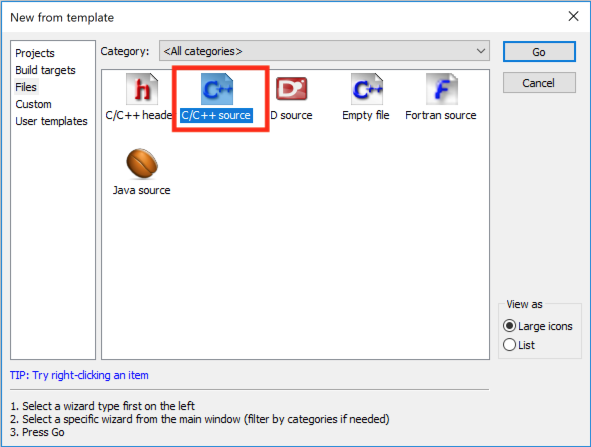 New from template
Projects
Build targets
Files
Custom
User templates
Category:
<All categories>
Go
Cancel
h
C++
D
C++
F
C/C++ heade
C/C++ source
D source
Empty file
Fortran source
Java source
View as
Large icons
List
TIP: Try right-clicking an item
1. Select a wizard type first on the left
2. Select a specific wizard from the main window (filter by categories if needed)
3. Press Go